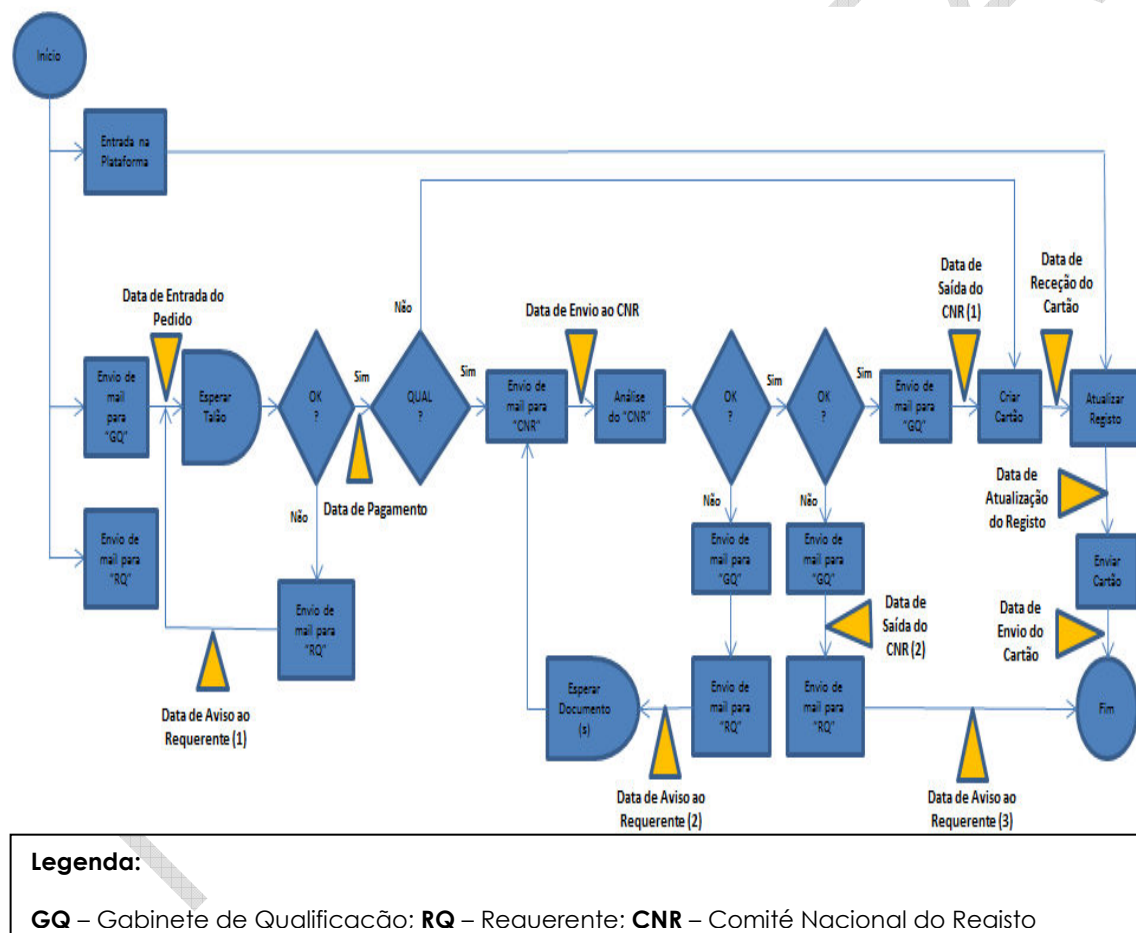 Início
Entrada na
Plataforma
Data de Entrada do
Pedido
Envio de
mail
para
"GQ"
Esperar
Talão
OK
?
Sim
Não
QUAL
?
Não
Sim
Data de Pagamento
Envio de
mail para
"RQ"
Envio de
mail para
"RQ"
Data de Aviso ao
Requerente (1)
Data de Envio ao CNR
Envio de
mail para
"CNR"
Análise
do "CNR"
OK
?
Sim
Não
OK
?
Sim
Não
Envio de
mail para
"GQ"
Data de
Saída do
CNR (1)
Criar
Cartão
Data de
Receção do
Cartão
Atualizar
Registo
Data de
Atualização
do Registo
Envio de
mail para
"GQ"
Envio de
mail para
"GQ"
Data de
Saída do
CNR (2)
Enviar
Cartão
Data de
Envio do
Cartão
Esperar
Documento
(s)
Envio de
mail para
"RQ"
Envio de
mail para
"RQ"
Fim
Data de Aviso ao
Requerente (2)
Data de Aviso ao
Requerente (3)
Legenda:
GQ – Gabinete de Qualificação; RQ – Requerente; CNR – Comité Nacional do Registo